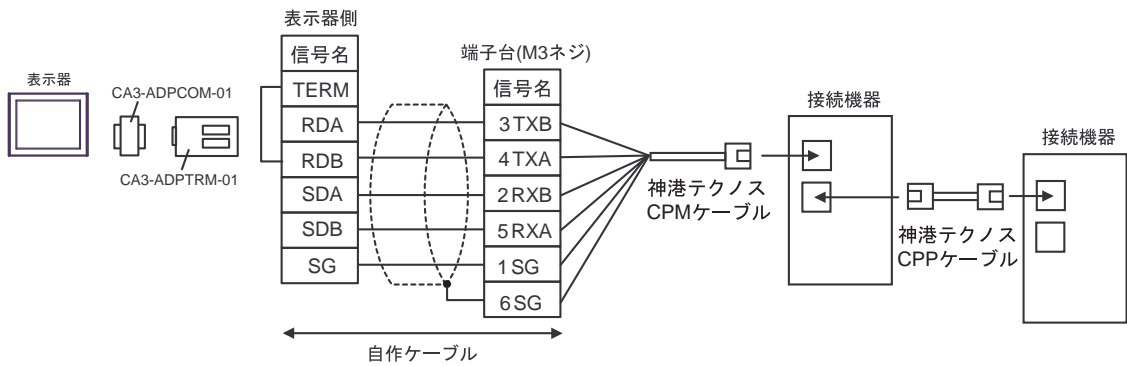 表示器
CA3-ADPCOM-01
CA3-ADPTRM-01
表示器側
信号名
TERM
RDA
RDB
SDA
SDB
SG
端子台(M3ネジ)
信号名
3 TXB
4 TXA
2 RXB
5 RXA
1 SG
6 SG
自作ケーブル
神港テクノス
CPMケーブル
接続機器
神港テクノス
CPPケーブル
接続機器